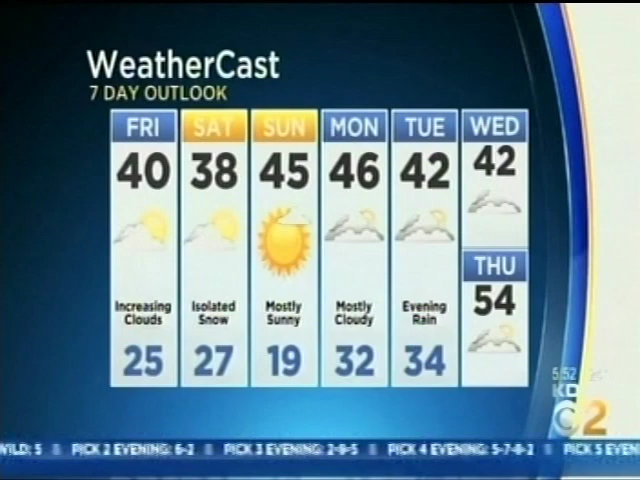 WeatherCast
7 DAY OUTLOOK
FRI SAT SUN MON TUE WED
40 38 45 46 42 42
THU
54
Increasing Clouds
Isolated Snow
Mostly Sunny
Mostly Cloudy
Evening Rain
25 27 19 32 34
5:52 24°
KD
2
WILD: 5 PICK 2 EVENING: 6-2 PICK 3 EVENING: 2-8-5 PICK 4 EVENING: 5-7-8-2 PICK 5 EVEN